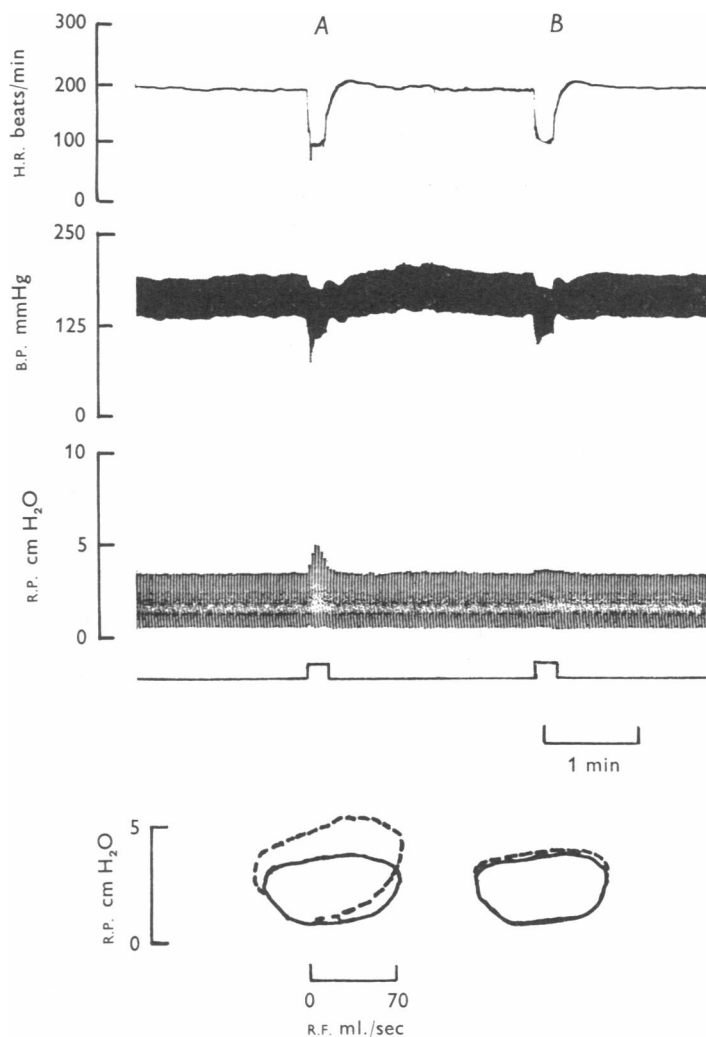 A B
300
200
100
0
H.R. beats/min
250
125
0
B.P. mmHg
10
5
0
R.P. cm H₂O
1 min
5
0
R.P. cm H₂O
0 70
R.F. ml./sec